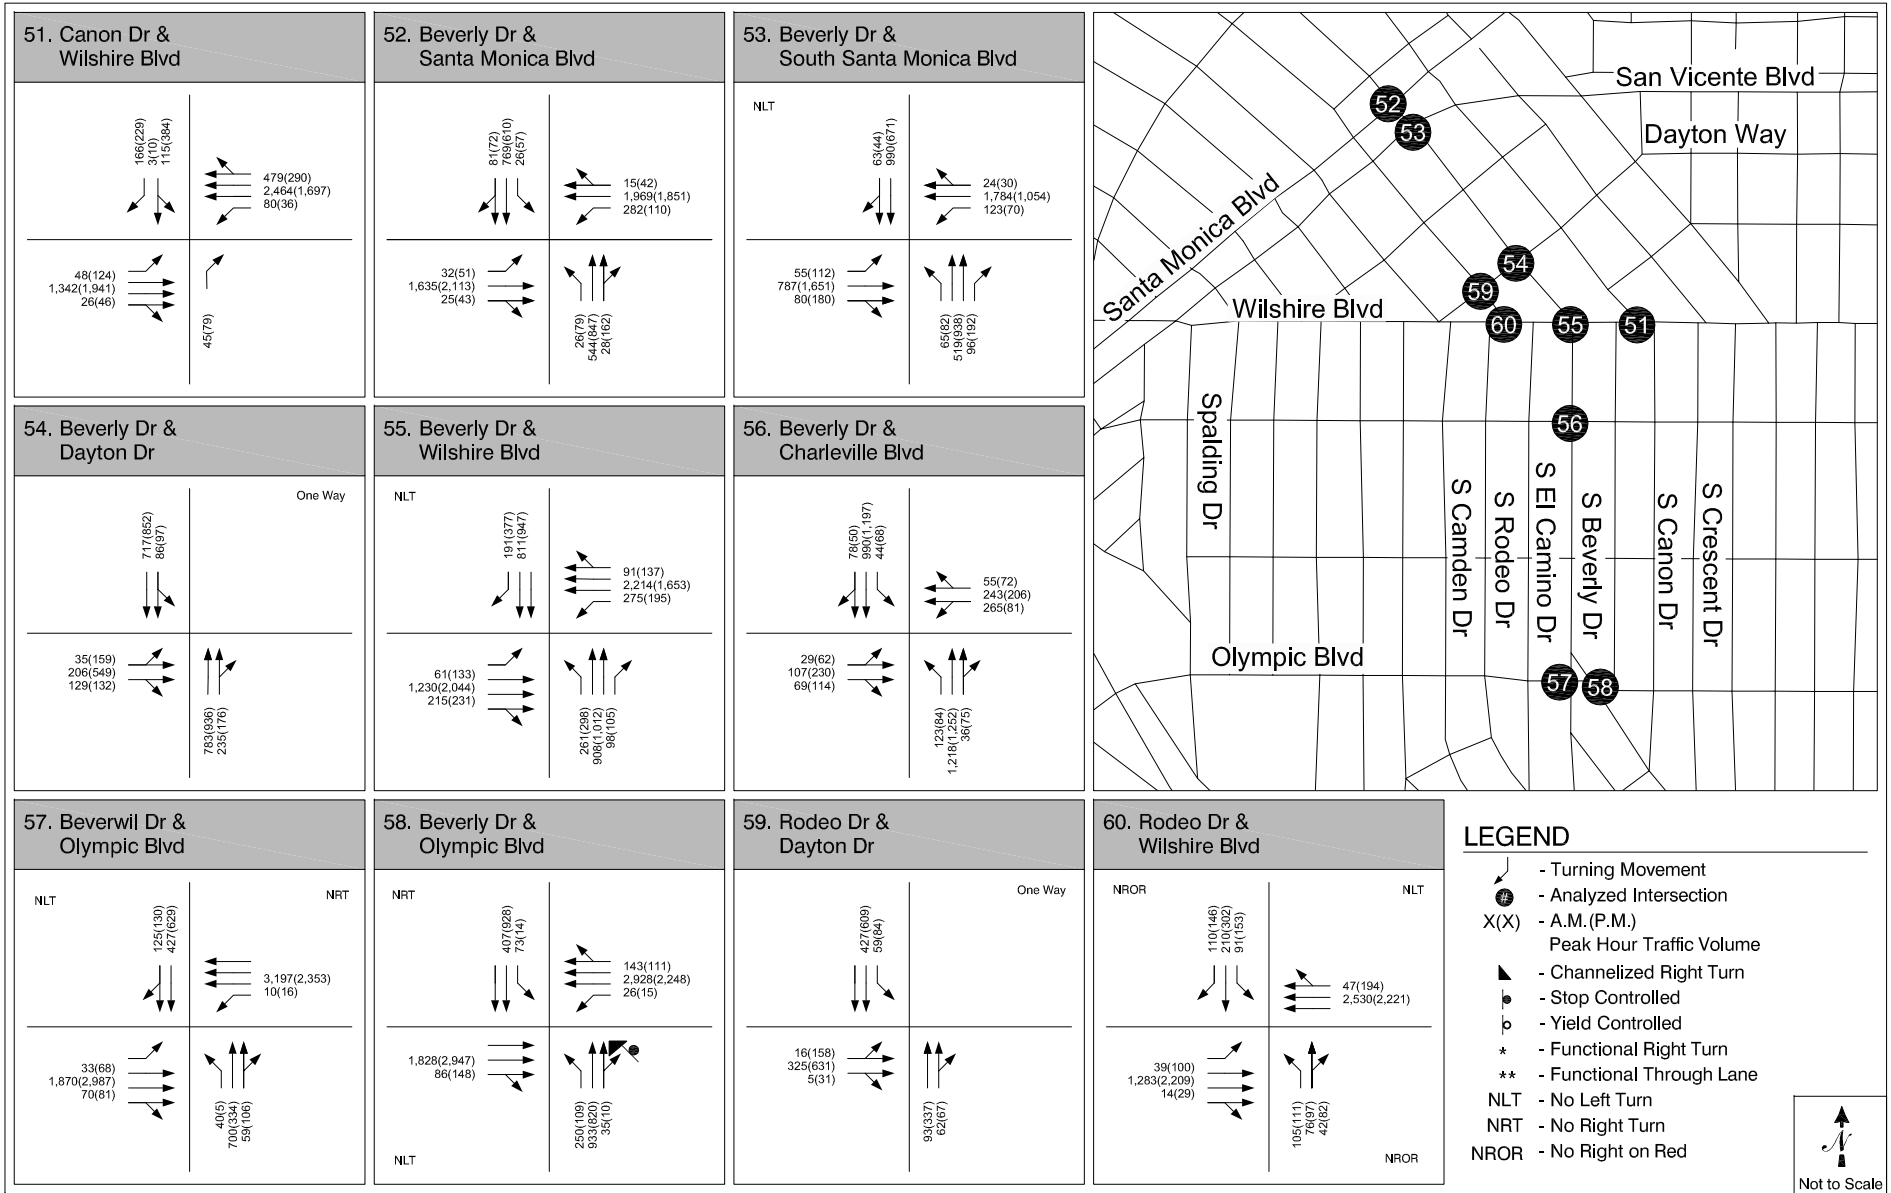 51. Canon Dr &
Wilshire Blvd
166(229)
3(10)
115(384)
479(290)
2,464(1,697)
80(36)
48(124)
1,342(1,941)
26(46)
45(79)
52. Beverly Dr &
Santa Monica Blvd
81(72)
769(610)
26(57)
15(42)
1,969(1,851)
282(110)
32(51)
1,635(2,113)
25(43)
26(79)
544(847)
28(162)
53. Beverly Dr &
South Santa Monica Blvd
NLT
63(44)
990(671)
24(30)
1,784(1,054)
123(70)
55(112)
787(1,651)
80(180)
65(82)
519(938)
96(192)
54. Beverly Dr &
Dayton Dr
One Way
717(852)
86(97)
35(159)
206(549)
129(132)
783(936)
235(176)
55. Beverly Dr &
Wilshire Blvd
NLT
191(377)
811(947)
91(137)
2,214(1,653)
275(195)
61(133)
1,230(2,044)
215(231)
261(298)
908(1,012)
98(105)
56. Beverly Dr &
Charleville Blvd
78(50)
990(1,197)
44(68)
55(72)
243(206)
265(81)
29(62)
107(230)
69(114)
123(84)
1,218(1,252)
36(75)
57. Beverwil Dr &
Olympic Blvd
NLT
NRT
125(130)
427(629)
3,197(2,353)
10(16)
33(68)
1,870(2,987)
70(81)
40(5)
700(334)
59(106)
58. Beverly Dr &
Olympic Blvd
NRT
407(928)
73(14)
143(111)
2,928(2,248)
26(15)
1,828(2,947)
86(148)
250(109)
933(820)
35(10)
NLT
59. Rodeo Dr &
Dayton Dr
One Way
427(609)
59(84)
16(158)
325(631)
5(31)
93(337)
62(67)
60. Rodeo Dr &
Wilshire Blvd
NROR
NLT
110(146)
210(302)
91(153)
47(194)
2,530(2,221)
39(100)
1,283(2,209)
14(29)
105(111)
76(97)
42(82)
NROR
San Vicente Blvd
Dayton Way
Santa Monica Blvd
Wilshire Blvd
52
53
54
59
60
55
51
56
57
58
Spalding Dr
S Camden Dr
S Rodeo Dr
S El Camino Dr
S Beverly Dr
S Canon Dr
S Crescent Dr
Olympic Blvd
LEGEND
- Turning Movement
# - Analyzed Intersection
X(X) - A.M.(P.M.)
Peak Hour Traffic Volume
- Channelized Right Turn
- Stop Controlled
- Yield Controlled
* - Functional Right Turn
** - Functional Through Lane
NLT - No Left Turn
NRT - No Right Turn
NROR - No Right on Red
N
Not to Scale